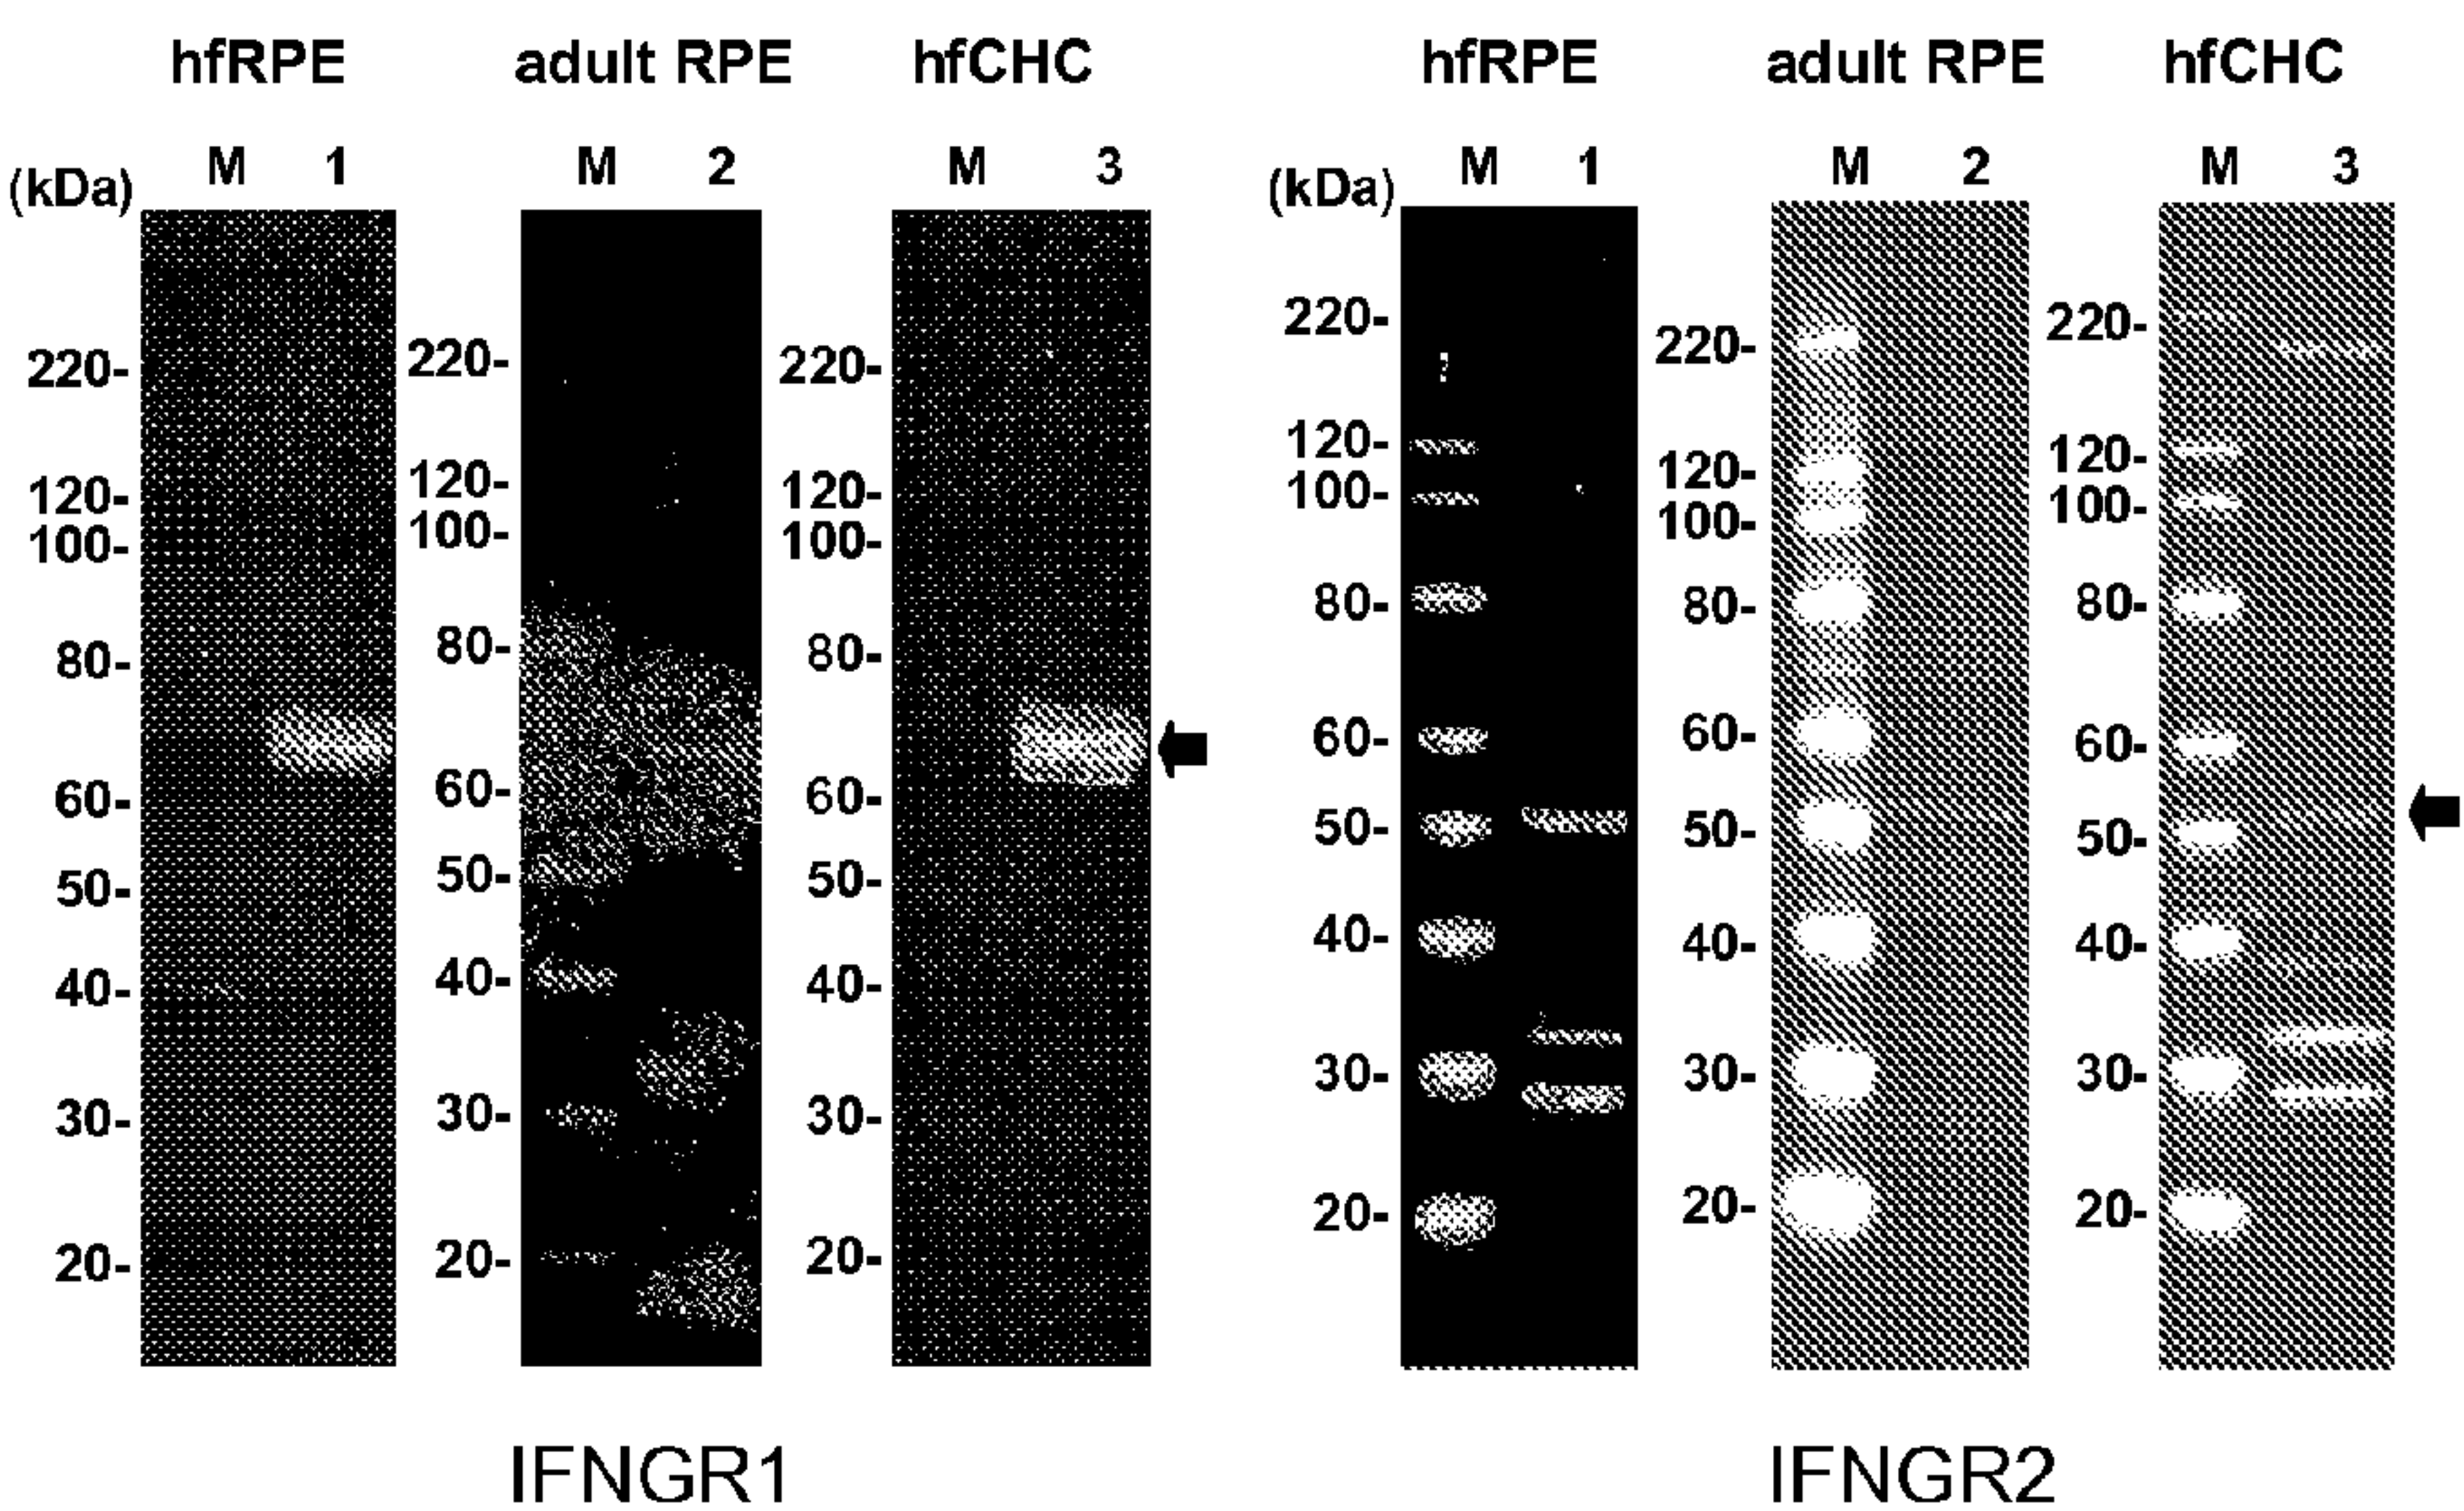 hfRPE adult RPE hfCHC hfRPE adult RPE hfCHC
M 1 M 2 M 3 M 1 M 2 M 3
(kDa) (kDa)
220- 220- 220- 220- 220- 220-
120- 120- 120- 120- 120- 120-
100- 100- 100- 100- 100- 100-
80- 80- 80- 80- 80- 80-
60- 60- 60- 60- 60- 60-
50- 50- 50- 50- 50- 50-
40- 40- 40- 40- 40- 40-
30- 30- 30- 30- 30- 30-
20- 20- 20- 20- 20- 20-
IFNGR1 IFNGR2